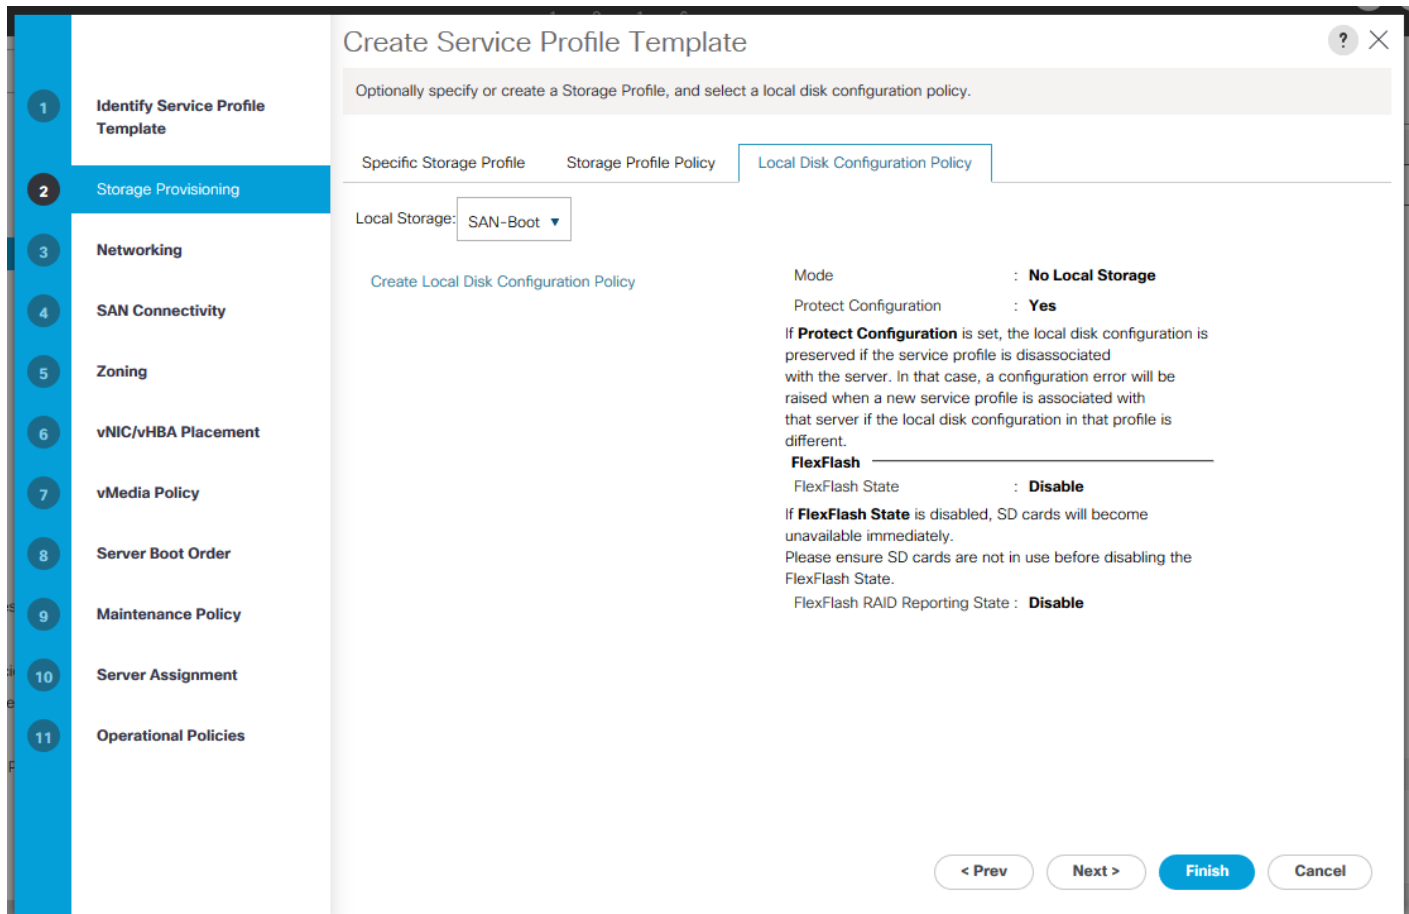 Create Service Profile Template
?
Optionally specify or create a Storage Profile, and select a local disk configuration policy.
1 Identify Service Profile
Template
2 Storage Provisioning
3 Networking
4 SAN Connectivity
5 Zoning
6 vNIC/vHBA Placement
7 vMedia Policy
8 Server Boot Order
9 Maintenance Policy
10 Server Assignment
11 Operational Policies
Specific Storage Profile Storage Profile Policy Local Disk Configuration Policy
Local Storage: SAN-Boot
Create Local Disk Configuration Policy
Mode : No Local Storage
Protect Configuration : Yes
If Protect Configuration is set, the local disk configuration is
preserved if the service profile is disassociated
with the server. In that case, a configuration error will be
raised when a new service profile is associated with
that server if the local disk configuration in that profile is
different.
FlexFlash
FlexFlash State : Disable
If FlexFlash State is disabled, SD cards will become
unavailable immediately.
Please ensure SD cards are not in use before disabling the
FlexFlash State.
FlexFlash RAID Reporting State : Disable
< Prev Next > Finish Cancel